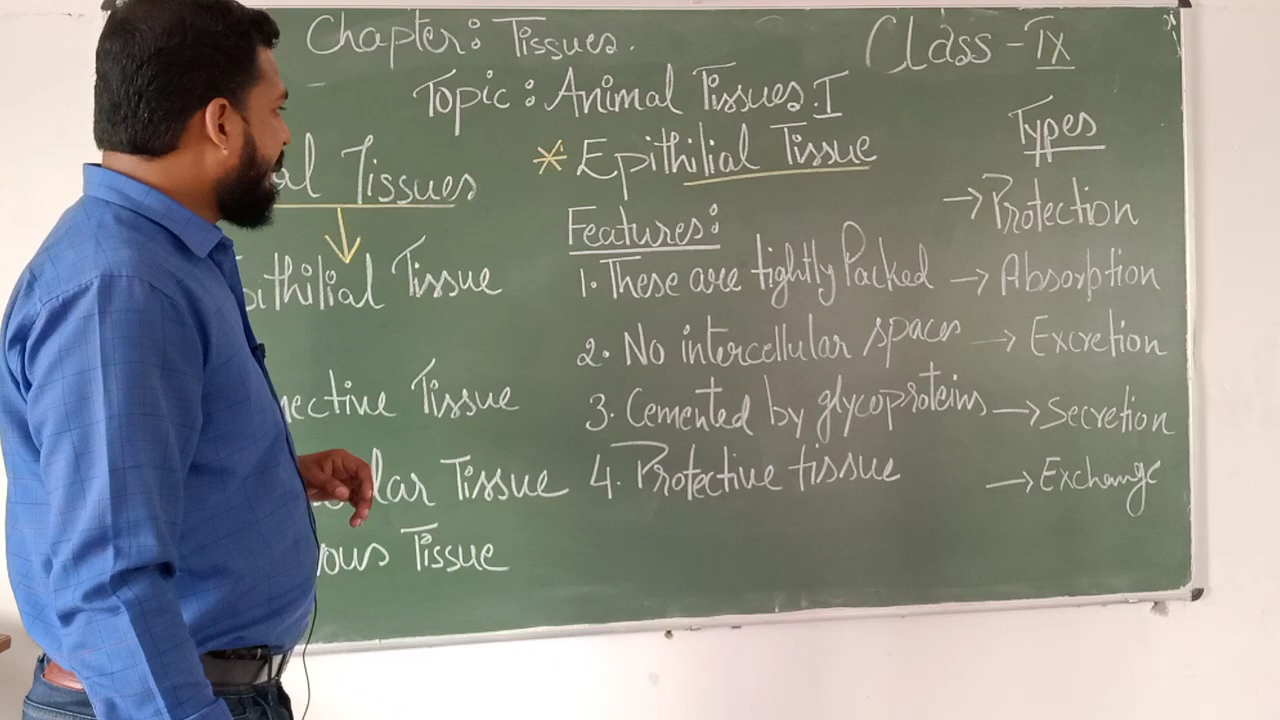 Chapter: Tissues.
Class - IX
Topic: Animal Tissues.I
Tissues
Tissue
Tissue
Tissue
Tissue
* Epithilial Tissue
Features:
1. These are tightly Packed
2. No intercellular spaces
3. Cemented by glycoproteins
4. Protective tissue
Types
→ Protection
→ Absorption
→ Excretion
→ Secretion
→ Exchange